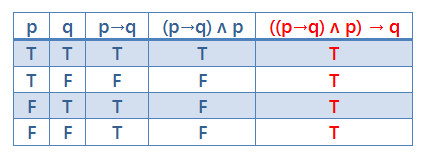 p q p→q (p→q) ∧ p ((p→q) ∧ p) → q
T T T T T
T F F F T
F T T F T
F F T F T